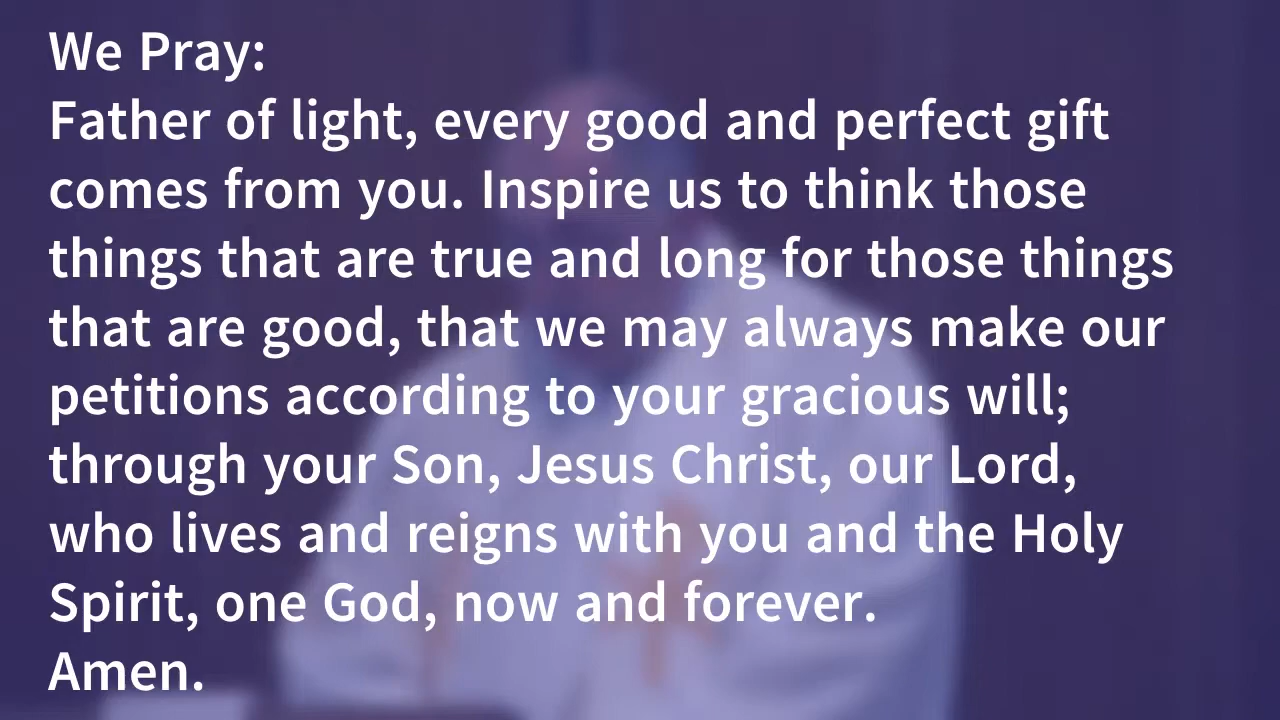 We Pray:
Father of light, every good and perfect gift
comes from you. Inspire us to think those
things that are true and long for those things
that are good, that we may always make our
petitions according to your gracious will;
through your Son, Jesus Christ, our Lord,
who lives and reigns with you and the Holy
Spirit, one God, now and forever.
Amen.